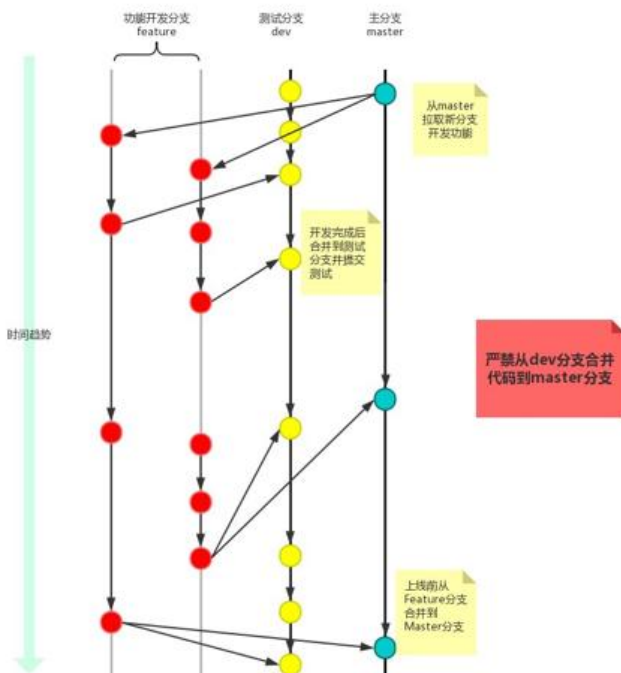 功能开发分支
feature
测试分支
dev
主分支
master
从master
拉取新分支
开发功能
开发完成后
合并到测试
分支并提交
测试
时间趋势
严禁从dev分支合并
代码到master分支
上线前从
Feature分支
合并到
Master分支